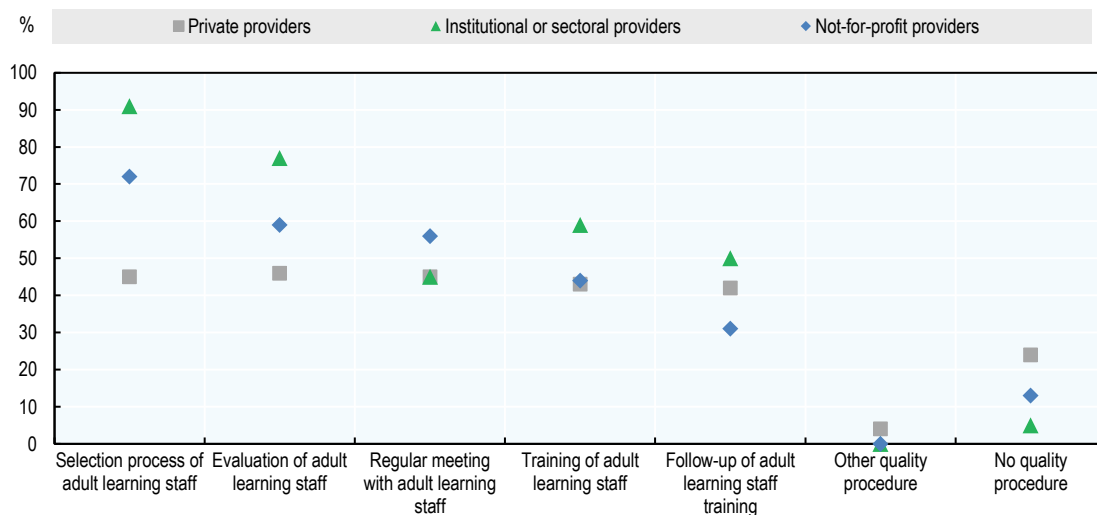 %
Private providers
Institutional or sectoral providers
Not-for-profit providers
100
90
80
70
60
50
40
30
20
10
0
Selection process of
adult learning staff
Evaluation of adult
learning staff
Regular meeting
with adult learning
staff
Training of adult
learning staff
Follow-up of adult
learning staff
training
Other quality
procedure
No quality
procedure